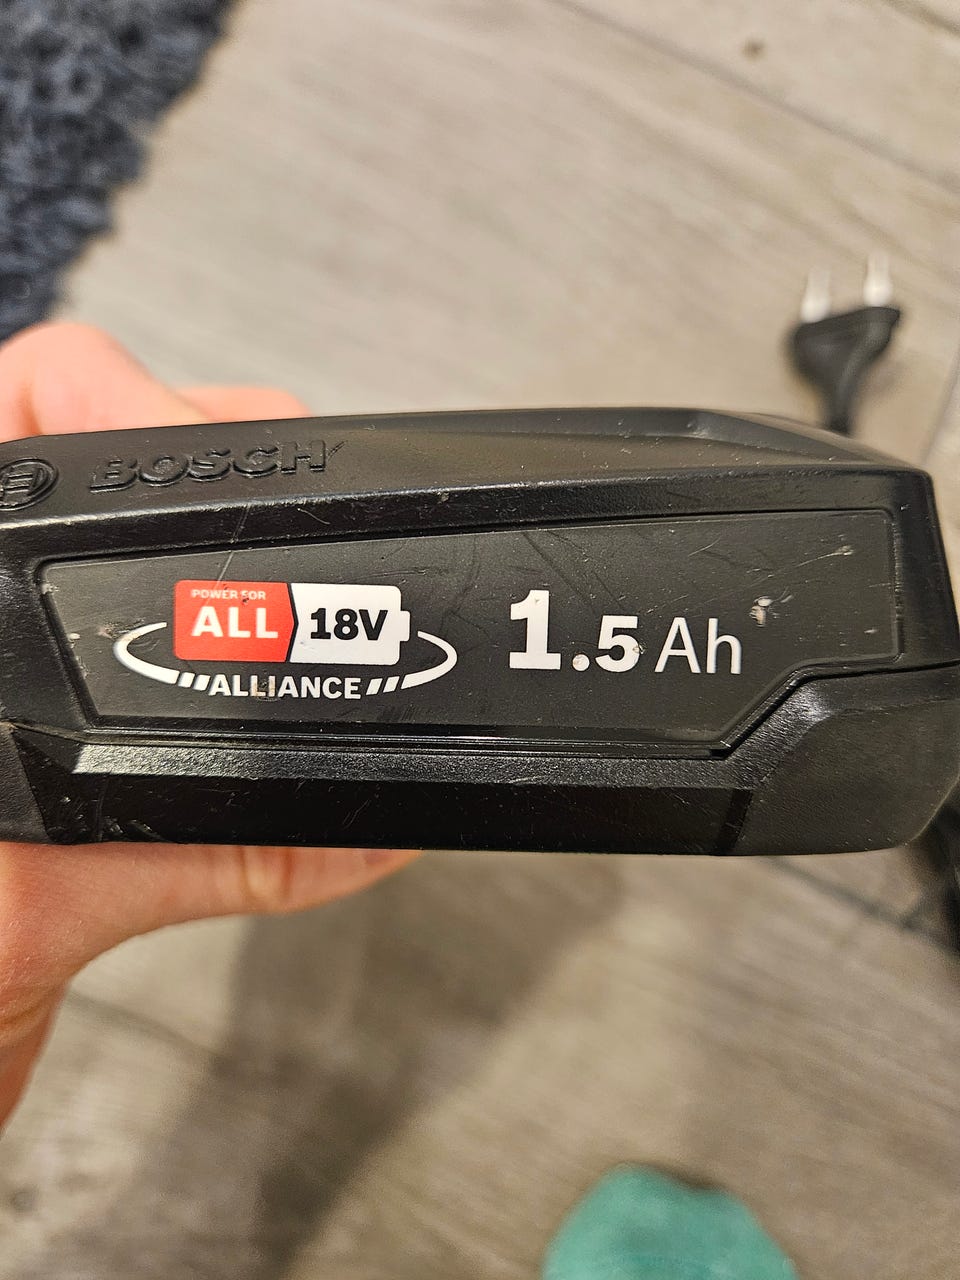 BOSCH
POWER FOR
ALL 18V
ALLIANCE
1.5 Ah